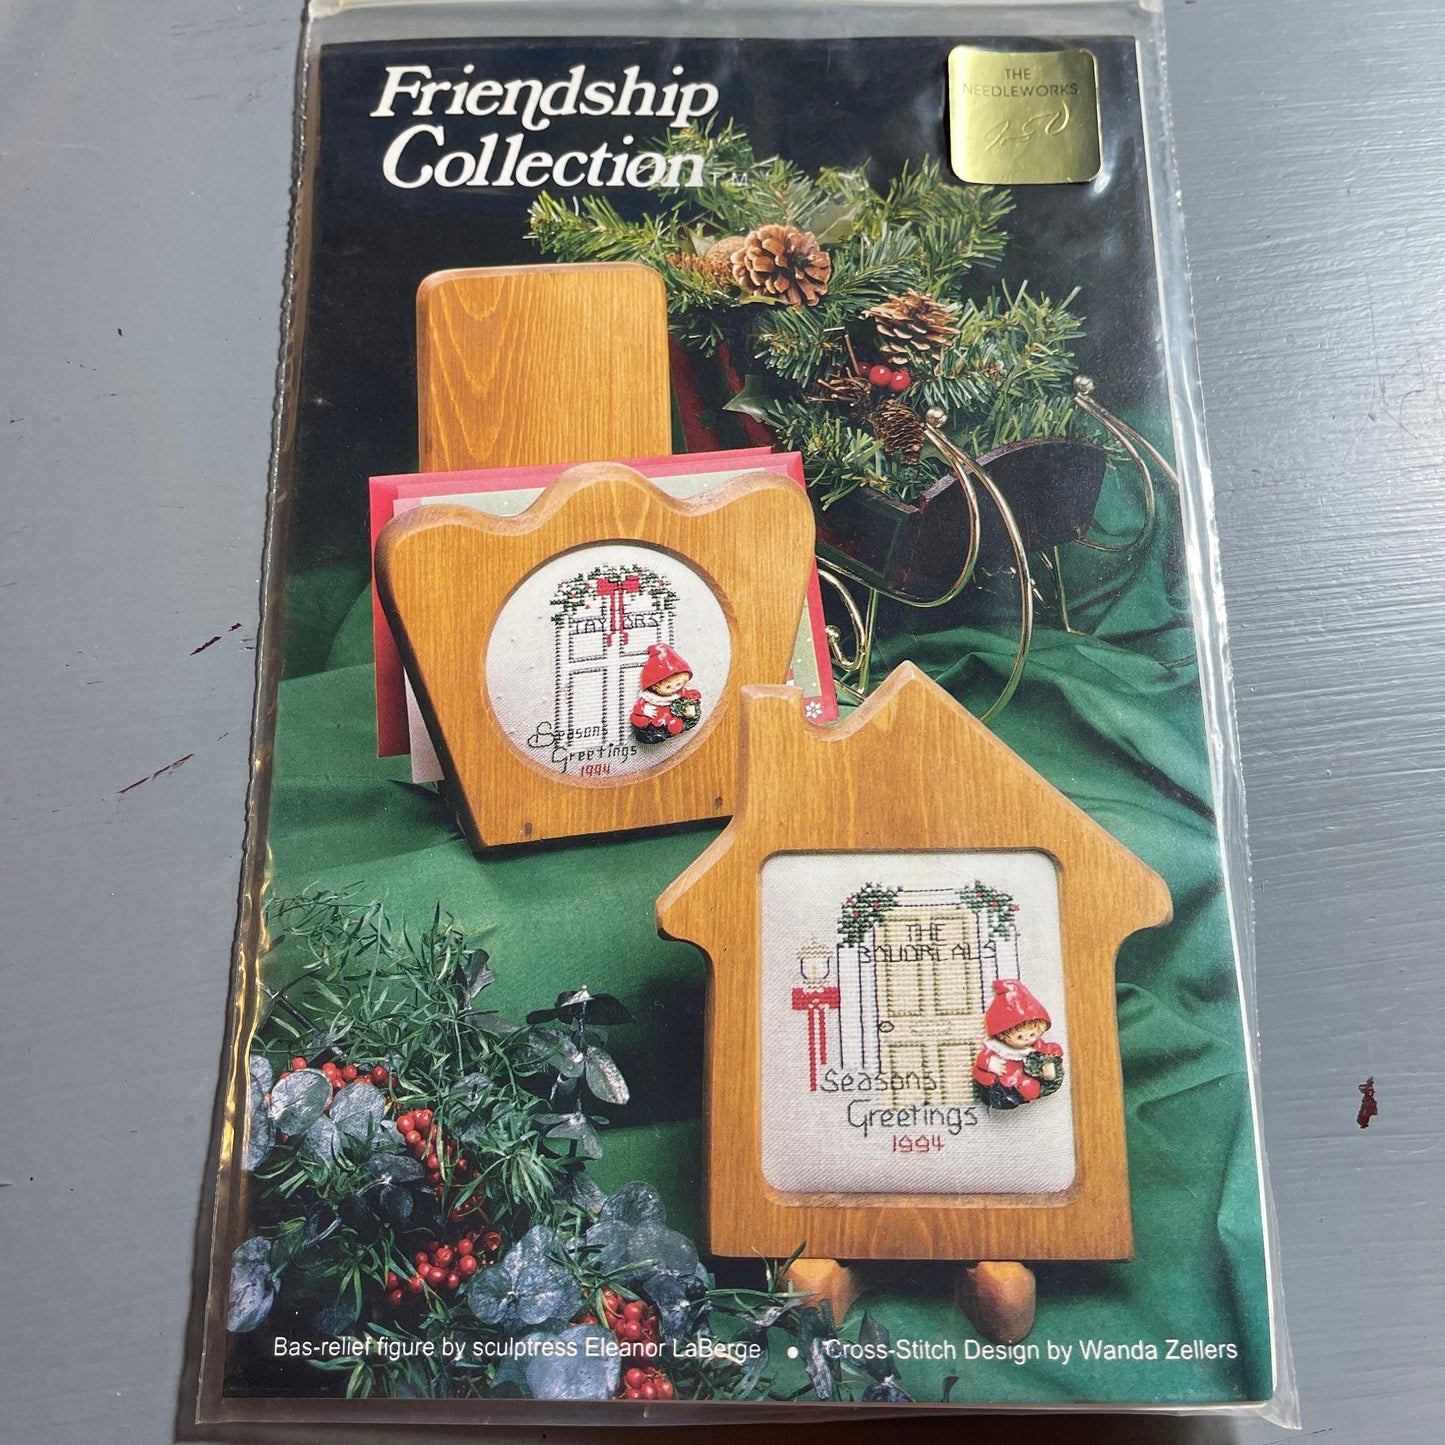 Friendship
Collection TM
THE
NEEDLEWORKS
TAYLORS
Seasons
Greetings
1994
THE
BOUDREAUS
Seasons
Greetings
1994
Bas-relief figure by sculptress Eleanor LaBerge • Cross-Stitch Design by Wanda Zellers